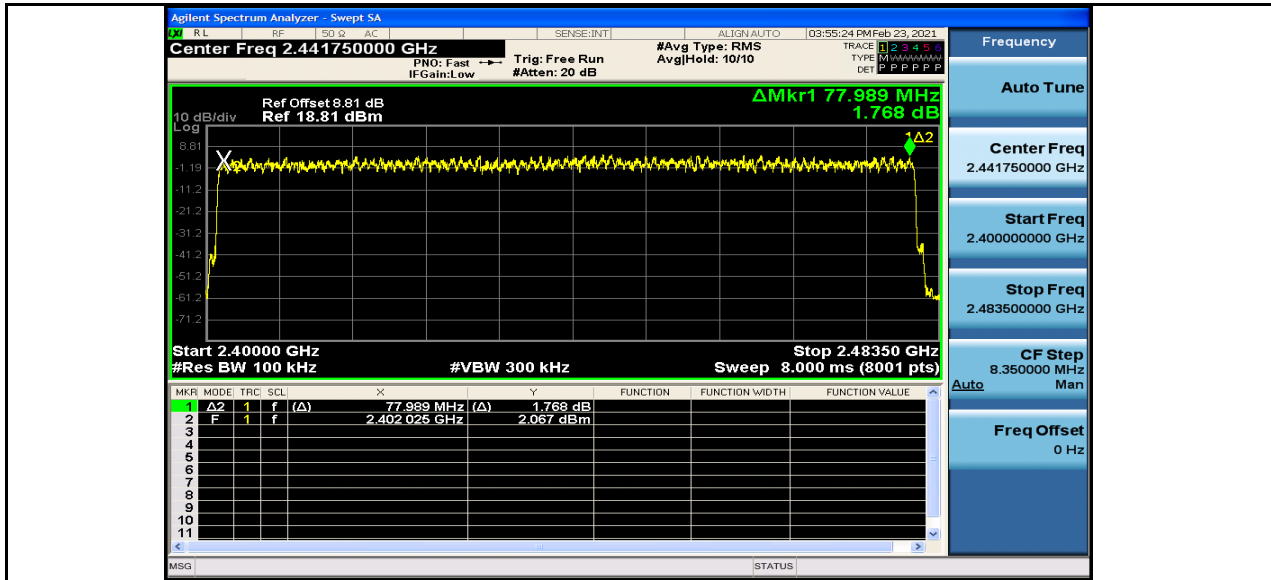 Agilent Spectrum Analyzer - Swept SA
LXI RL RF 50 Ω AC SENSE:INT ALIGN AUTO 03:55:24 PM Feb 23, 2021
Center Freq 2.441750000 GHz #Avg Type: RMS TRACE 1 2 3 4 5 6
PNO: Fast Trig: Free Run Avg|Hold: 10/10 TYPE M
IFGain:Low #Atten: 20 dB DET P P P P P P
ΔMkr1 77.989 MHz
1.768 dB
Ref Offset 8.81 dB
10 dB/div Ref 18.81 dBm
Log
8.81
-1.19
-11.2
-21.2
-31.2
-41.2
-51.2
-61.2
-71.2
X
1Δ2
Start 2.40000 GHz Stop 2.48350 GHz
#Res BW 100 kHz #VBW 300 kHz Sweep 8.000 ms (8001 pts)
MKR MODE TRC SCL X Y FUNCTION FUNCTION WIDTH FUNCTION VALUE
1 Δ2 1 f (Δ) 77.989 MHz (Δ) 1.768 dB
2 F 1 f 2.402 025 GHz 2.067 dBm
3
4
5
6
7
8
9
10
11
MSG STATUS
Frequency
Auto Tune
Center Freq
2.441750000 GHz
Start Freq
2.400000000 GHz
Stop Freq
2.483500000 GHz
CF Step
8.350000 MHz
Auto Man
Freq Offset
0 Hz